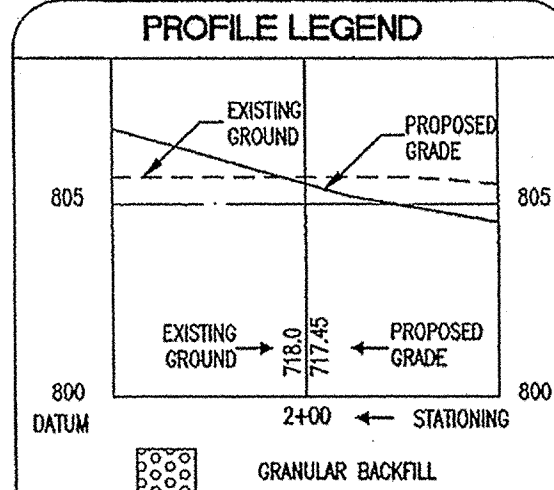 PROFILE LEGEND
EXISTING
GROUND
PROPOSED
GRADE
805
805
EXISTING
GROUND
718.0
717.45
PROPOSED
GRADE
800
800
DATUM
2+00
STATIONING
GRANULAR BACKFILL